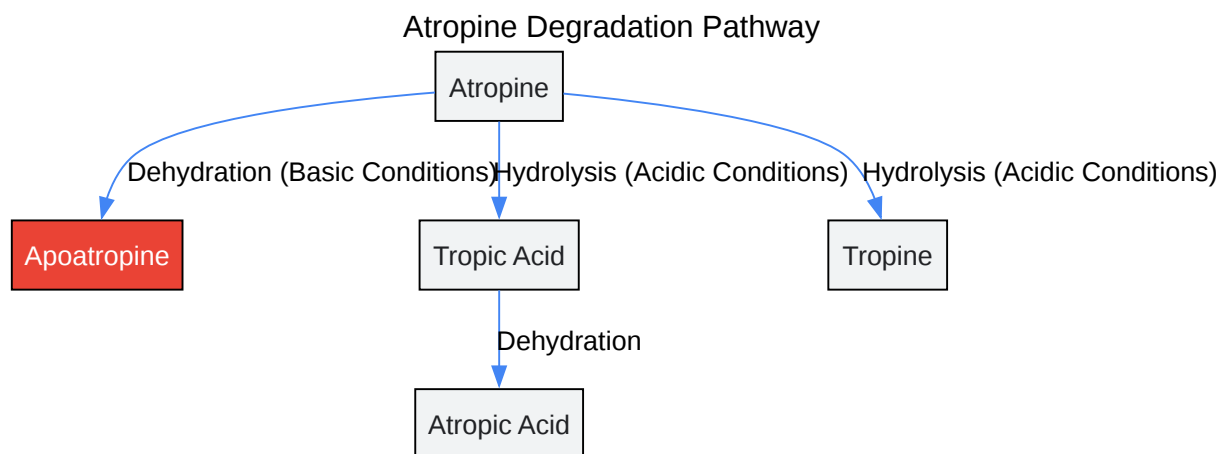 Atropine Degradation Pathway
Atropine
Dehydration (Basic Conditions)
Hydrolysis (Acidic Conditions)
Hydrolysis (Acidic Conditions)
Apoatropine
Tropic Acid
Tropine
Dehydration
Atropic Acid